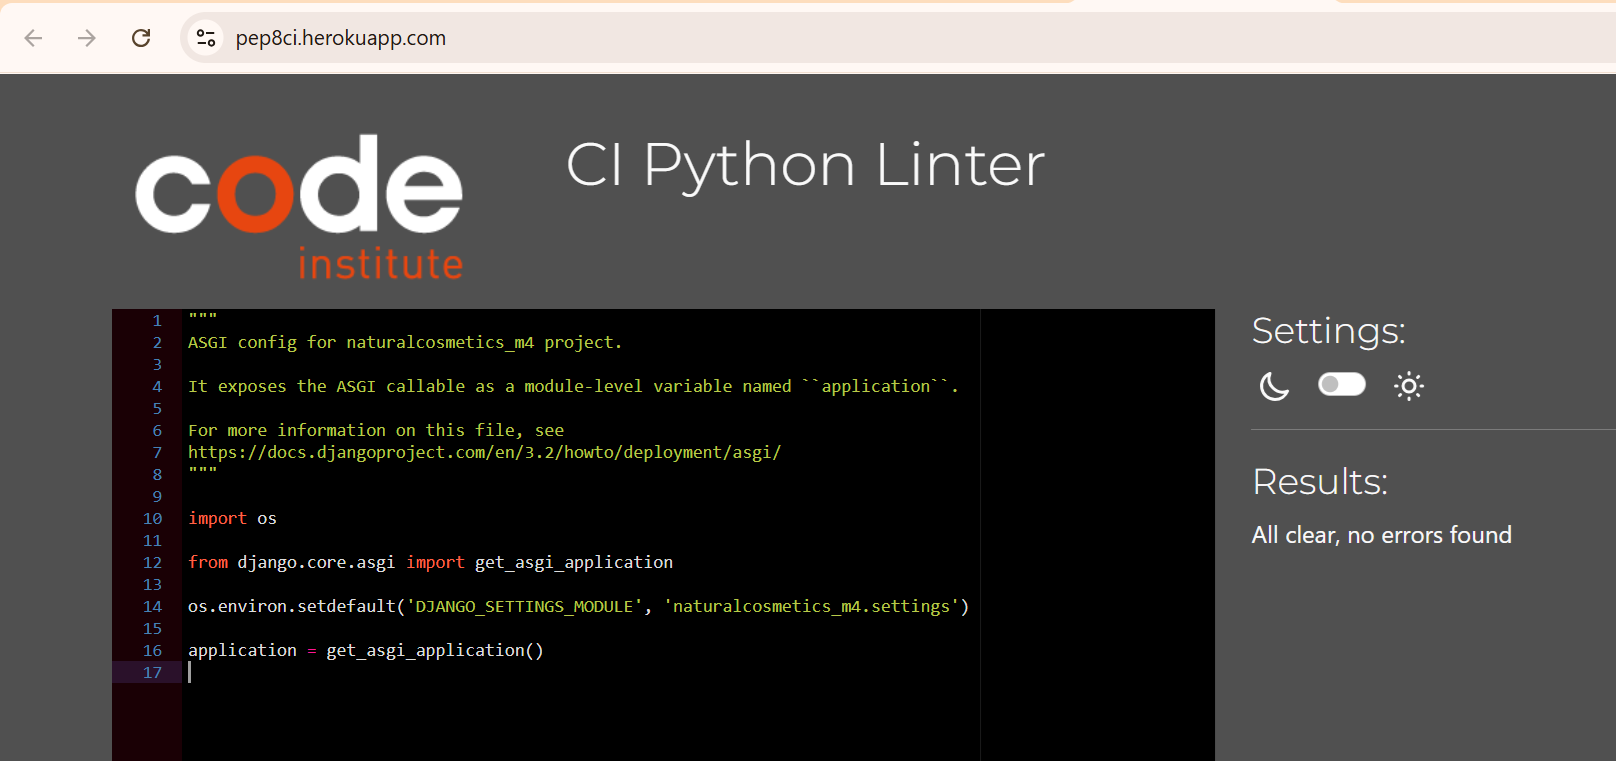 pep8ci.herokuapp.com
code
institute
CI Python Linter
1 """
2 ASGI config for naturalcosmetics_m4 project.
3
4 It exposes the ASGI callable as a module-level variable named ``application``.
5
6 For more information on this file, see
7 https://docs.djangoproject.com/en/3.2/howto/deployment/asgi/
8 """
9
10 import os
11
12 from django.core.asgi import get_asgi_application
13
14 os.environ.setdefault('DJANGO_SETTINGS_MODULE', 'naturalcosmetics_m4.settings')
15
16 application = get_asgi_application()
17
Settings:
Results:
All clear, no errors found